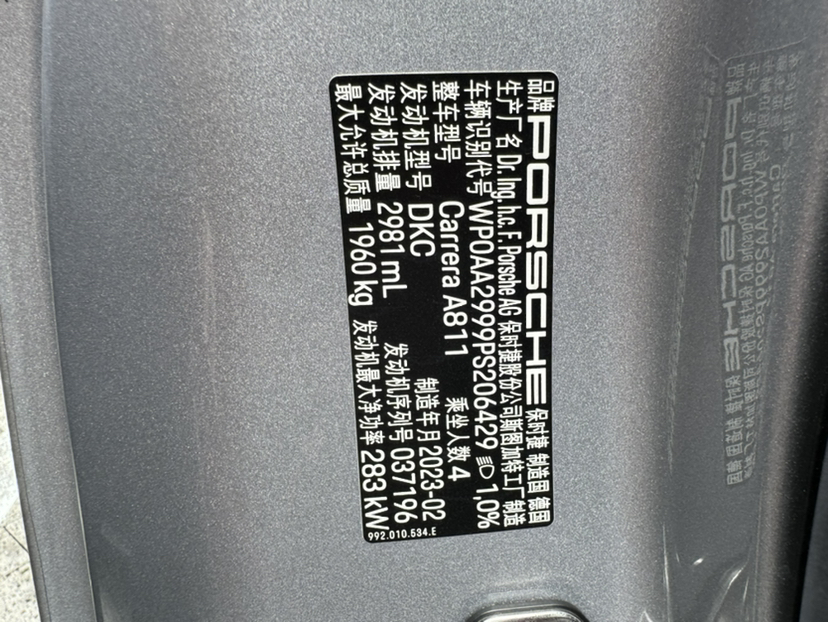 品牌 PORSCHE 保时捷 制造国 德国
生产厂名 Dr. Ing. h.c. F. Porsche AG 保时捷股份公司斯图加特工厂制造
车辆识别代号 WP0AA2999PS206429 1,0%
整车型号 Carrera A811 乘坐人数 4
发动机型号 DKC 制造年月 2023-02
发动机排量 2981 mL 发动机序列号 037196
最大允许总质量 1960 kg 发动机最大净功率 283 kW
992.010.534.E